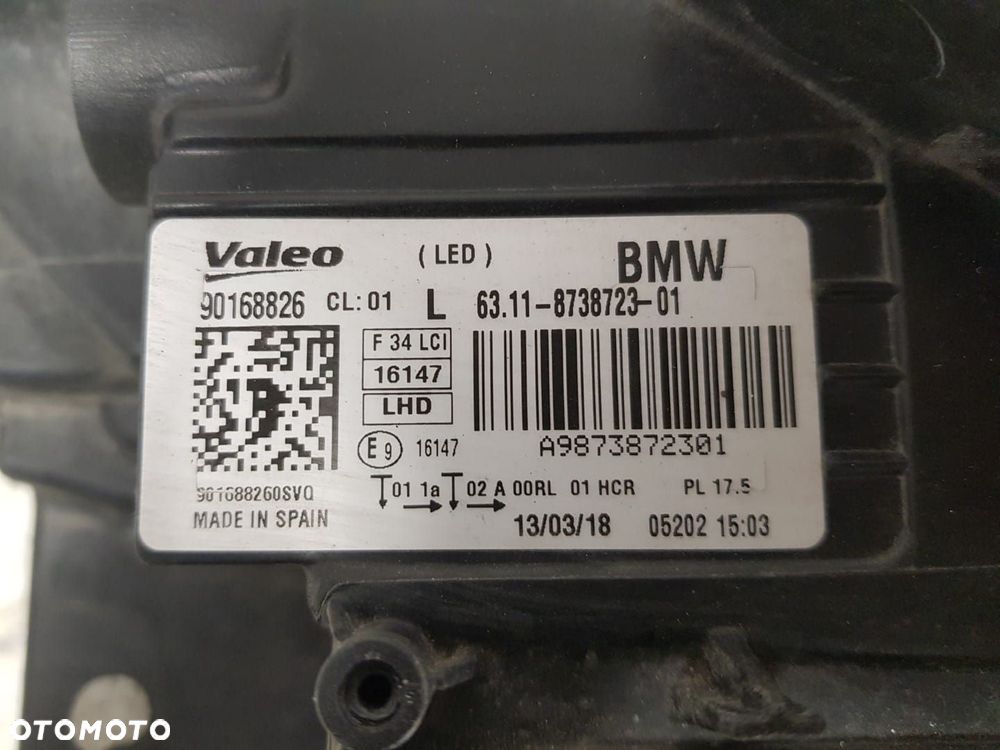 Valeo (LED) BMW
90168826 CL: 01 L 63.11-8738723-01
F 34 LCI
16147
LHD
E9 16147
A9873872301
901688260SVQ
01 1a 02 A 00RL 01 HCR PL 17.5
MADE IN SPAIN
13/03/18 05202 15:03
OTOMOTO